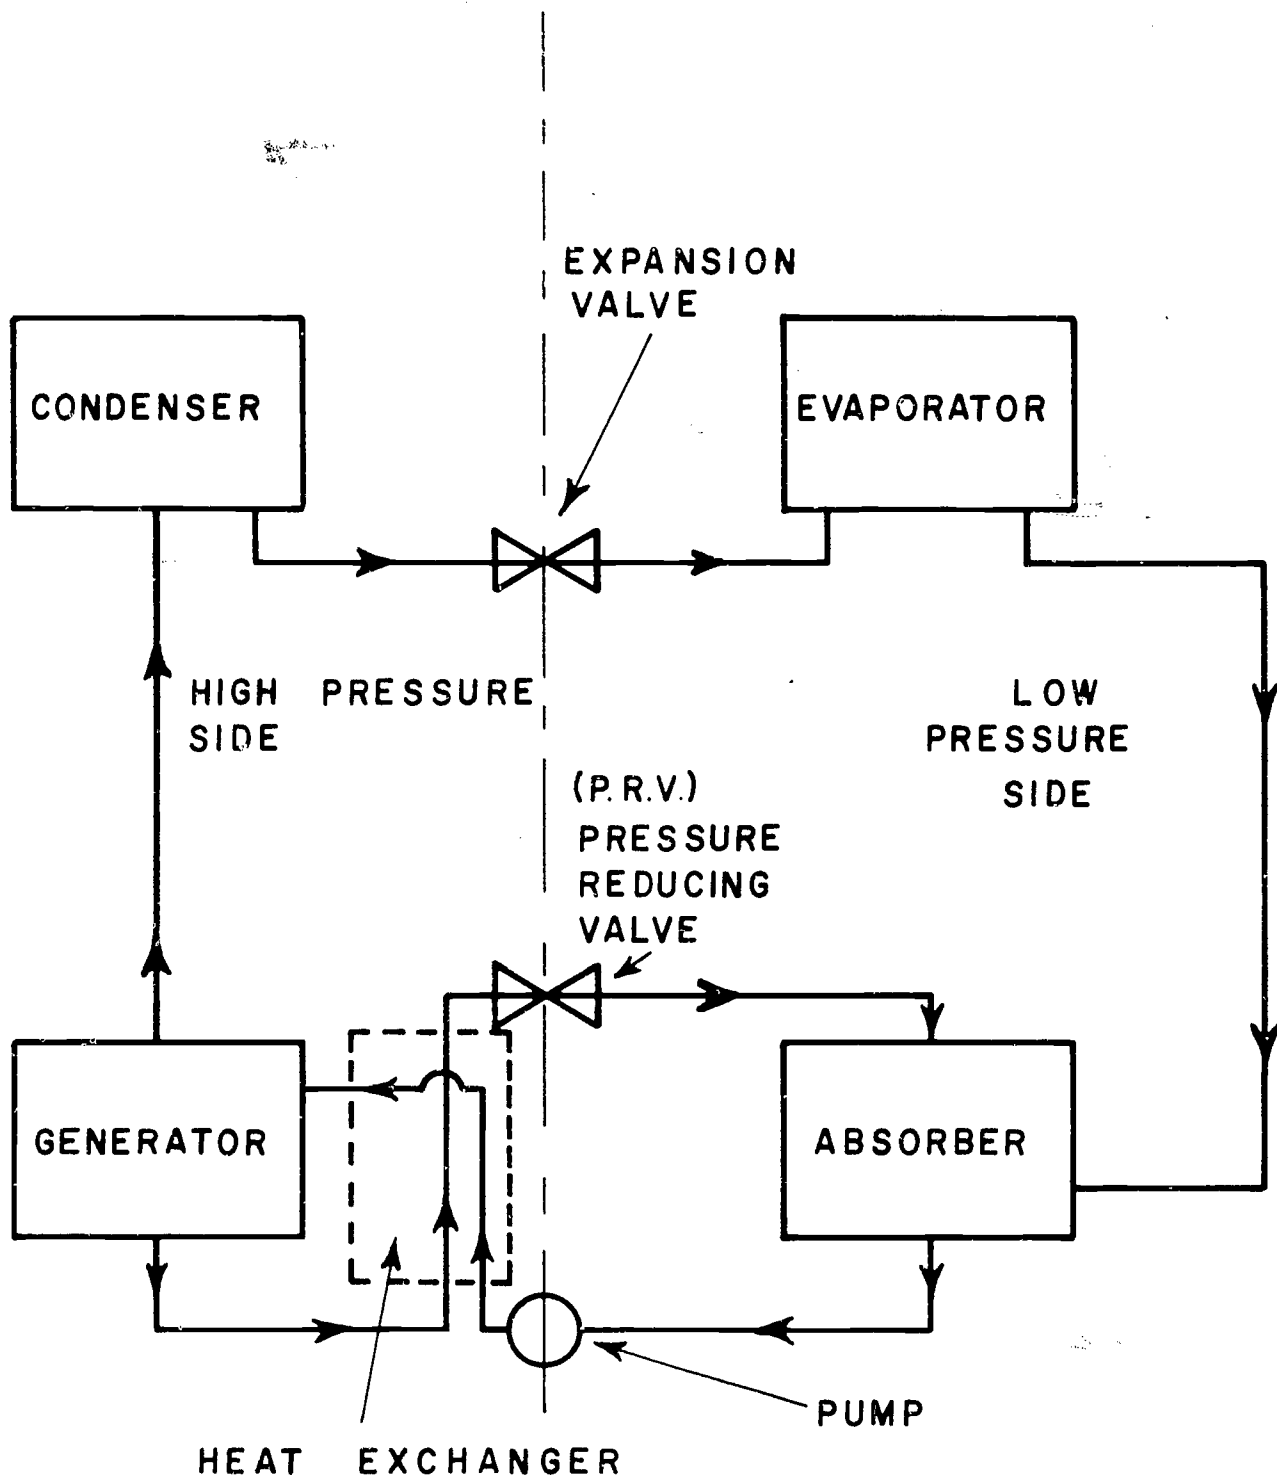 EXPANSION
VALVE
CONDENSER
EVAPORATOR
HIGH PRESSURE
SIDE
LOW
PRESSURE
SIDE
(P.R.V.)
PRESSURE
REDUCING
VALVE
GENERATOR
ABSORBER
PUMP
HEAT EXCHANGER